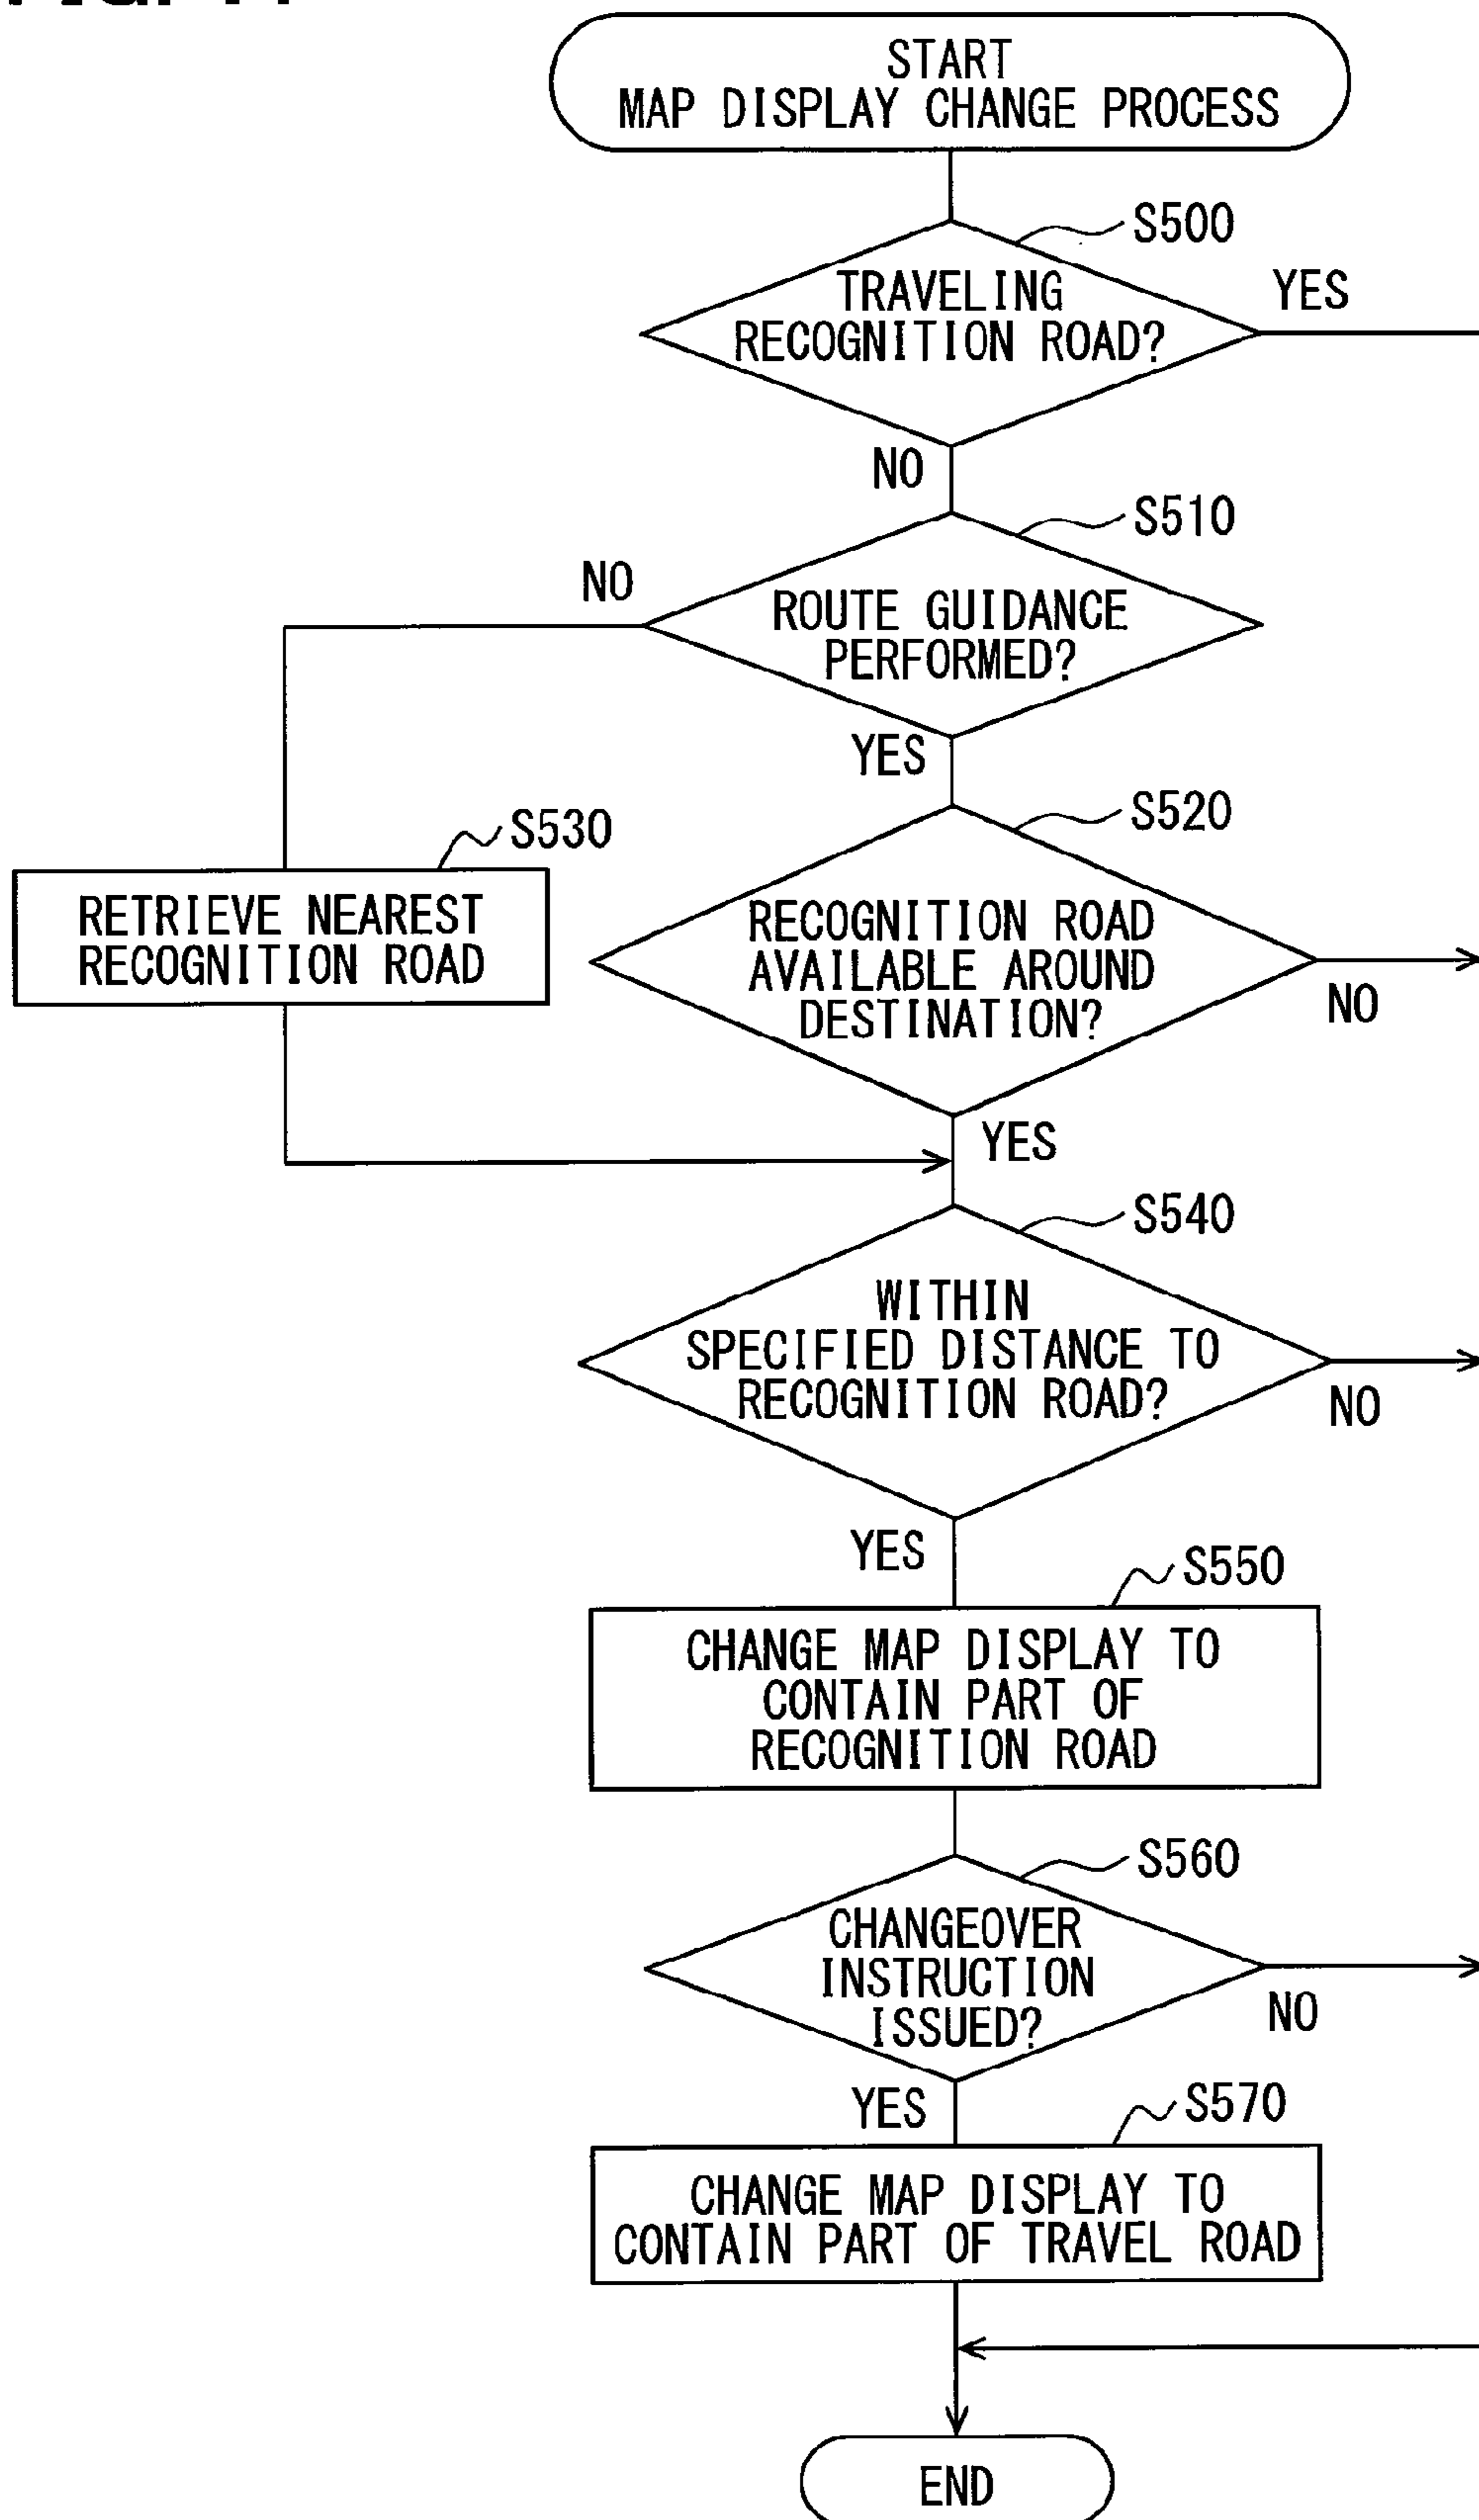 START
MAP DISPLAY CHANGE PROCESS
S500
TRAVELING
RECOGNITION ROAD?
YES
NO
S510
NO
ROUTE GUIDANCE
PERFORMED?
YES
S520
S530
RETRIEVE NEAREST
RECOGNITION ROAD
RECOGNITION ROAD
AVAILABLE AROUND
DESTINATION?
NO
YES
S540
WITHIN
SPECIFIED DISTANCE TO
RECOGNITION ROAD?
NO
YES
S550
CHANGE MAP DISPLAY TO
CONTAIN PART OF
RECOGNITION ROAD
S560
CHANGEOVER
INSTRUCTION
ISSUED?
NO
YES
S570
CHANGE MAP DISPLAY TO
CONTAIN PART OF TRAVEL ROAD
END